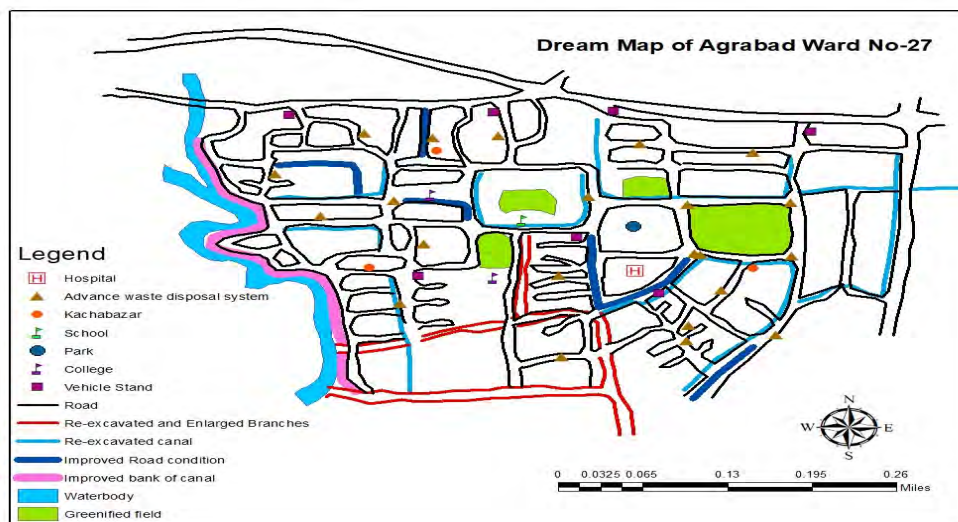 Dream Map of Agrabad Ward No-27
Legend
H Hospital
Advance waste disposal system
Kachabazar
School
Park
College
Vehicle Stand
Road
Re-excavated and Enlarged Branches
Re-excavated canal
Improved Road condition
Improved bank of canal
Waterbody
Greenified field
H
N
W E
S
0 0.0325 0.065 0.13 0.195 0.26
Miles